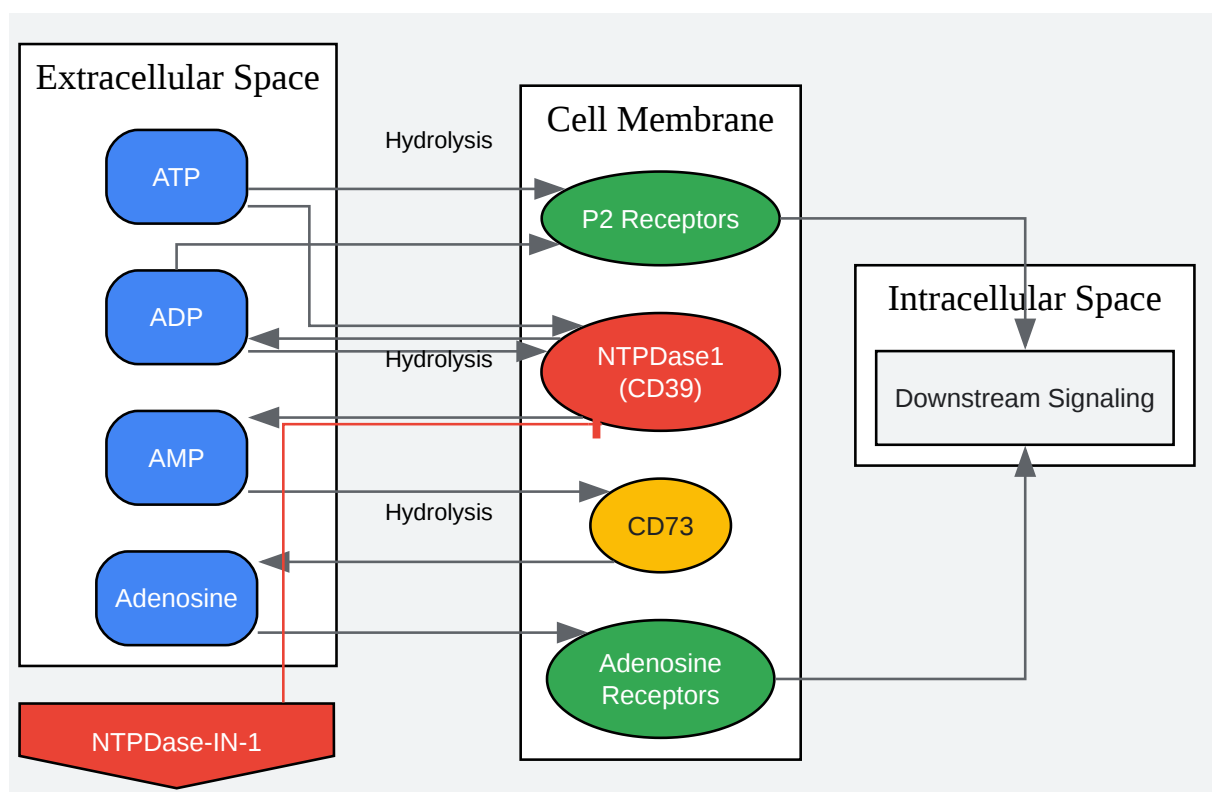 Extracellular Space
ATP
ADP
AMP
Adenosine
NTPDase-IN-1
Hydrolysis
Hydrolysis
Hydrolysis
Cell Membrane
P2 Receptors
NTPDase1
(CD39)
CD73
Adenosine
Receptors
Intracellular Space
Downstream Signaling